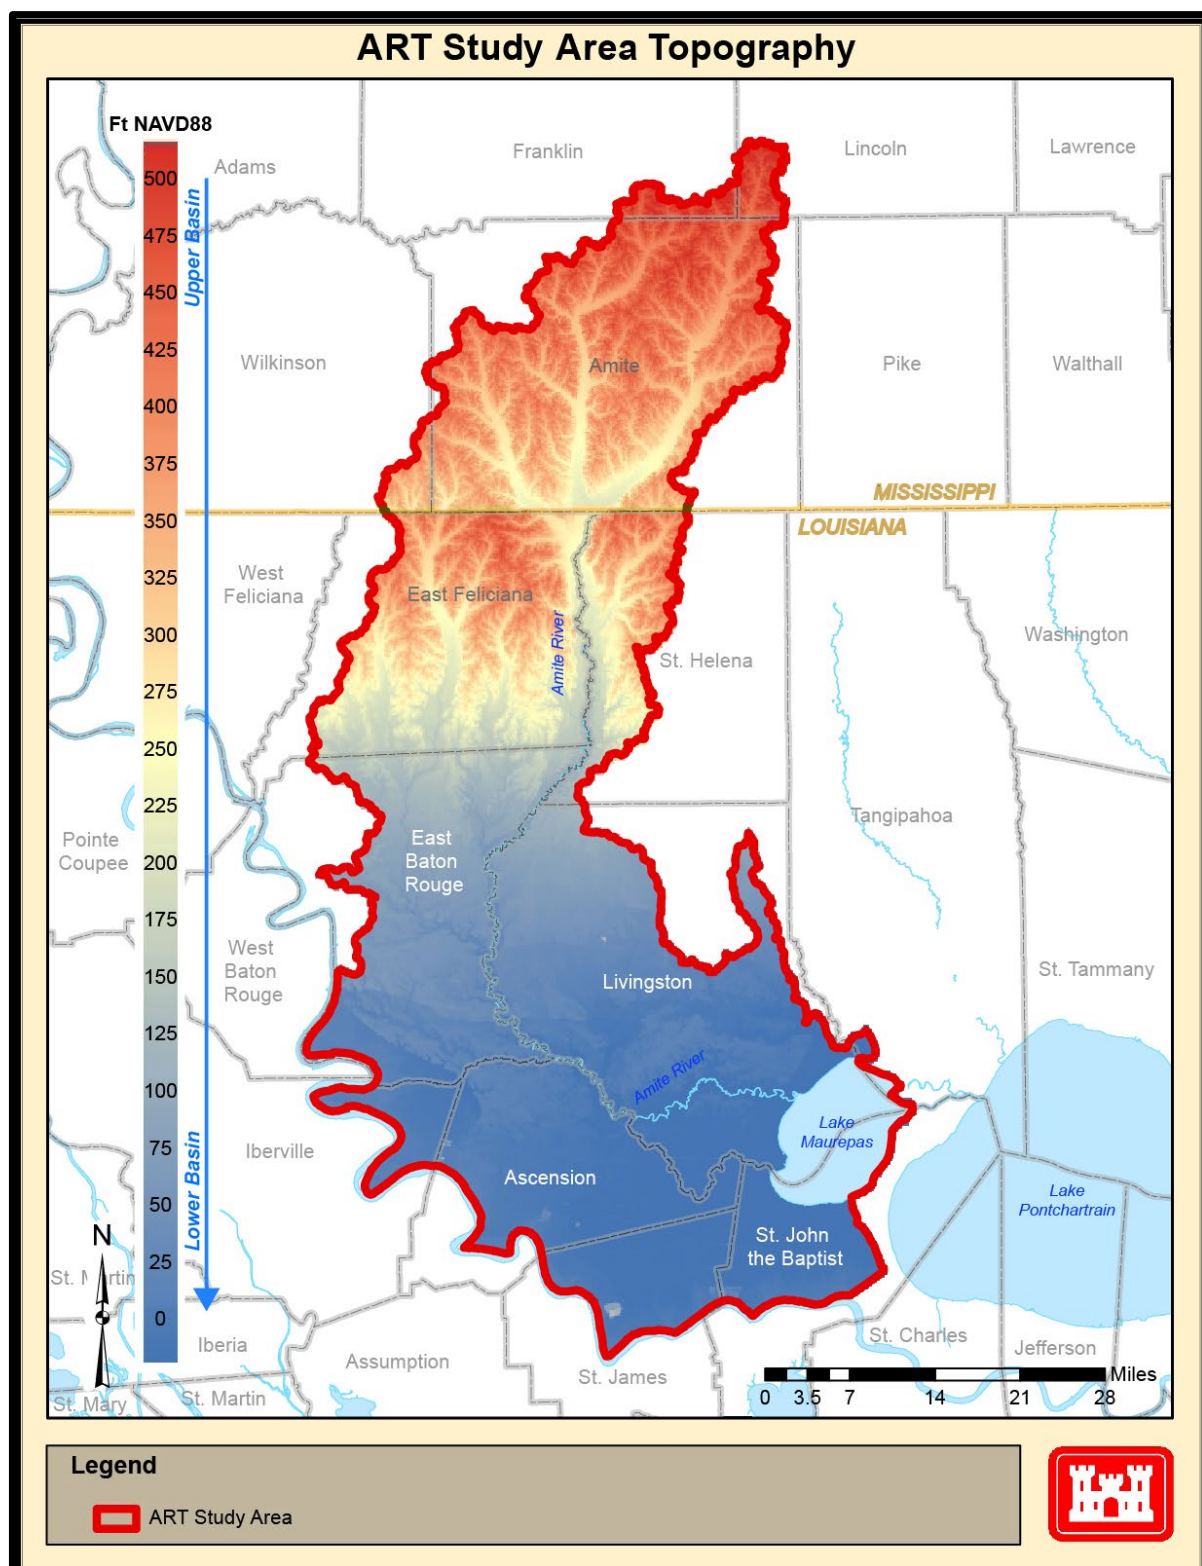 ART Study Area Topography
Ft NAVD88
500
475
450
425
400
375
350
325
300
275
250
225
200
175
150
125
100
75
50
25
0
Upper Basin
Lower Basin
Adams
Franklin
Lincoln
Lawrence
Wilkinson
Amite
Pike
Walthall
MISSISSIPPI
LOUISIANA
West
Feliciana
East Feliciana
Amite River
St. Helena
Washington
Pointe
Coupee
East
Baton
Rouge
Tangipahoa
West
Baton
Rouge
Livingston
St. Tammany
Amite River
Lake
Maurepas
Iberville
Ascension
Lake
Pontchartrain
St. John
the Baptist
N
St. Martin
Iberia
Assumption
St. James
St. Charles
Jefferson
St. Mary
St. Martin
Miles
0 3.5 7 14 21 28
Legend
ART Study Area